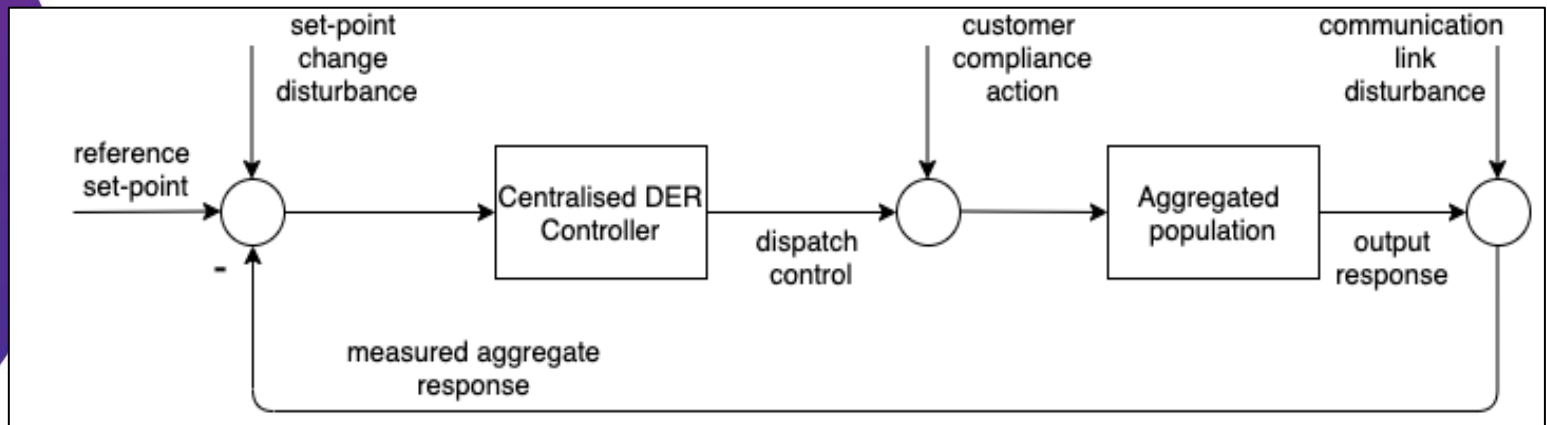 set-point
change
disturbance
customer
compliance
action
communication
link
disturbance
reference
set-point
Centralised DER
Controller
dispatch
control
Aggregated
population
output
response
-
measured aggregate
response